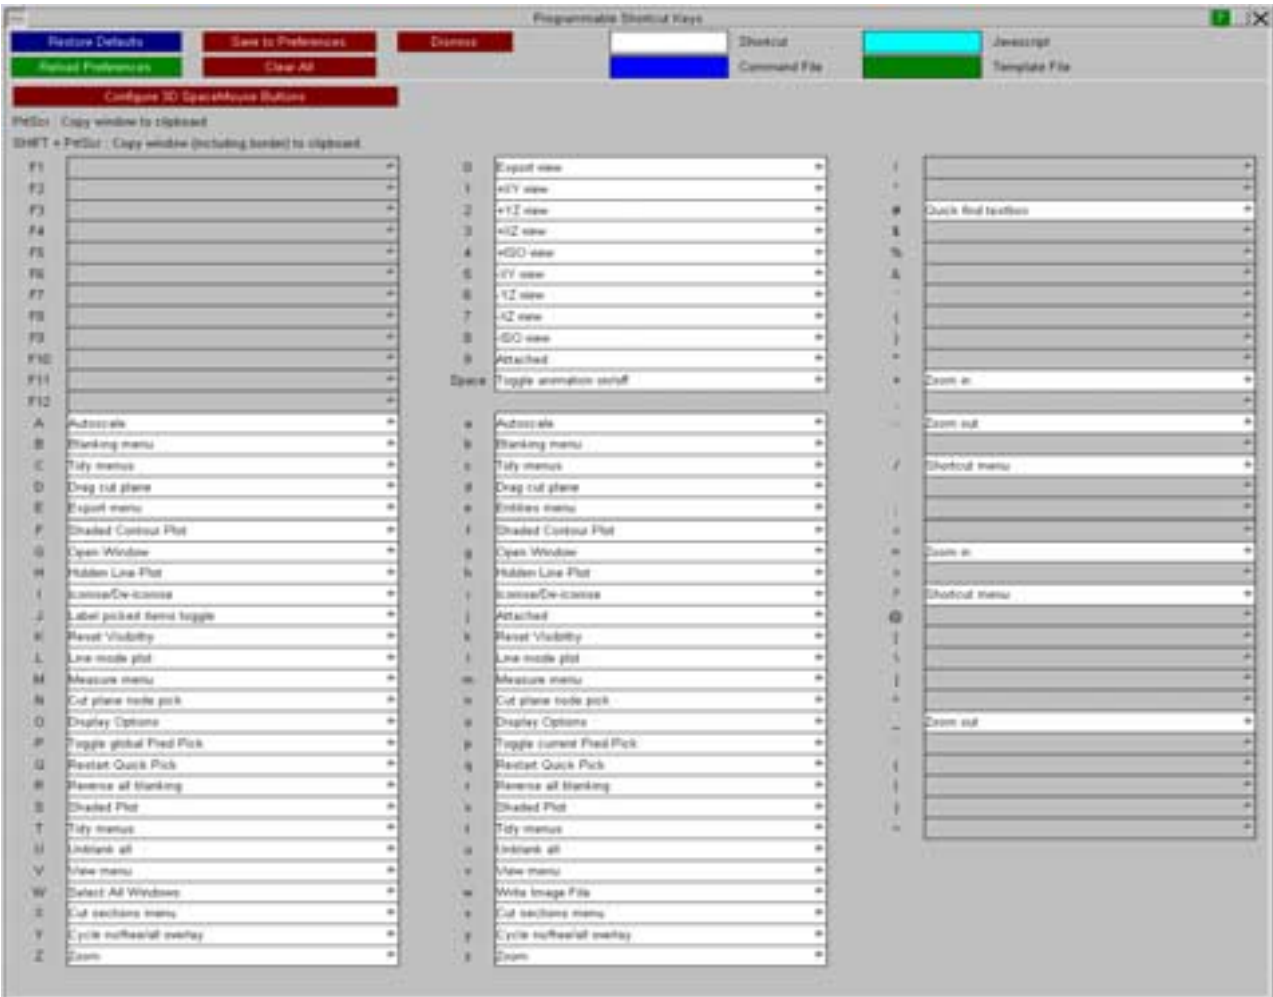 Programmable Shortcut Keys
Restore Defaults Save to Preferences Dismiss Shortcut Javascript
Reload Preferences Clear All Command File Template File
Configure 3D SpaceMouse Buttons
PrtScr : Copy window to clipboard
SHIFT + PrtScr : Copy window (including border) to clipboard
F1
F2
F3
F4
F5
F6
F7
F8
F9
F10
F11
F12
A Autoscale
B Blanking menu
C Tidy menus
D Drag cut plane
E Export menu
F Shaded Contour Plot
G Open Window
H Hidden Line Plot
I Iconise/De-iconise
J Label picked items toggle
K Reset Visibility
L Line mode plot
M Measure menu
N Cut plane node pick
O Display Options
P Toggle global Pred Pick
Q Restart Quick Pick
R Reverse all blanking
S Shaded Plot
T Tidy menus
U Unblank all
V View menu
W Select All Windows
X Cut sections menu
Y Cycle no/free/all overlay
Z Zoom
0 Export view
1 +XY view
2 +YZ view
3 +XZ view
4 +ISO view
5 -XY view
6 -YZ view
7 -XZ view
8 -ISO view
9 Attached
Space Toggle animation on/off
a Autoscale
b Blanking menu
c Tidy menus
d Drag cut plane
e Entities menu
f Shaded Contour Plot
g Open Window
h Hidden Line Plot
i Iconise/De-iconise
j Attached
k Reset Visibility
l Line mode plot
m Measure menu
n Cut plane node pick
o Display Options
p Toggle current Pred Pick
q Restart Quick Pick
r Reverse all blanking
s Shaded Plot
t Tidy menus
u Unblank all
v View menu
w Write Image File
x Cut sections menu
y Cycle no/free/all overlay
z Zoom
!
"
# Quick find textbox
$
%
&
'
(
)
*
+ Zoom in
,
- Zoom out
.
/ Shortcut menu
:
;
<
= Zoom in
>
? Shortcut menu
@
[
\
]
^
_ Zoom out
`
{
|
}
~